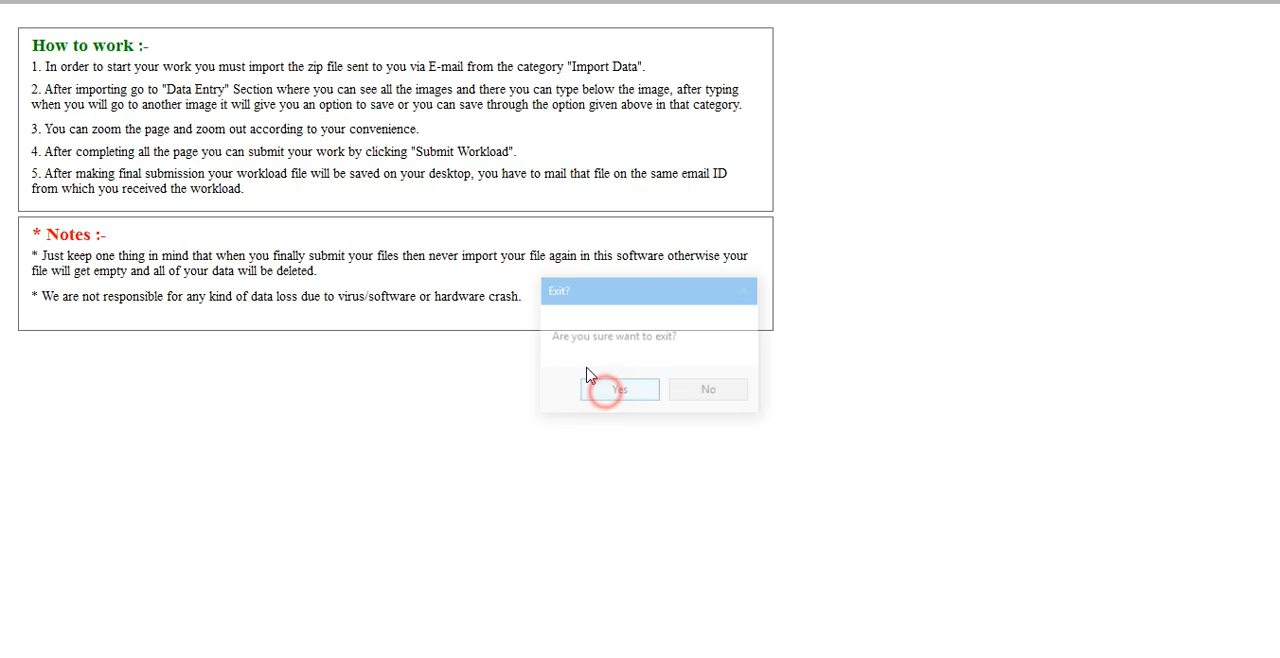 How to work :-
1. In order to start your work you must import the zip file sent to you via E-mail from the category "Import Data".
2. After importing go to "Data Entry" Section where you can see all the images and there you can type below the image, after typing
when you will go to another image it will give you an option to save or you can save through the option given above in that category.
3. You can zoom the page and zoom out according to your convenience.
4. After completing all the page you can submit your work by clicking "Submit Workload".
5. After making final submission your workload file will be saved on your desktop, you have to mail that file on the same email ID
from which you received the workload.
* Notes :-
* Just keep one thing in mind that when you finally submit your files then never import your file again in this software otherwise your
file will get empty and all of your data will be deleted.
* We are not responsible for any kind of data loss due to virus/software or hardware crash.
Exit?
Are you sure want to exit?
Yes
No